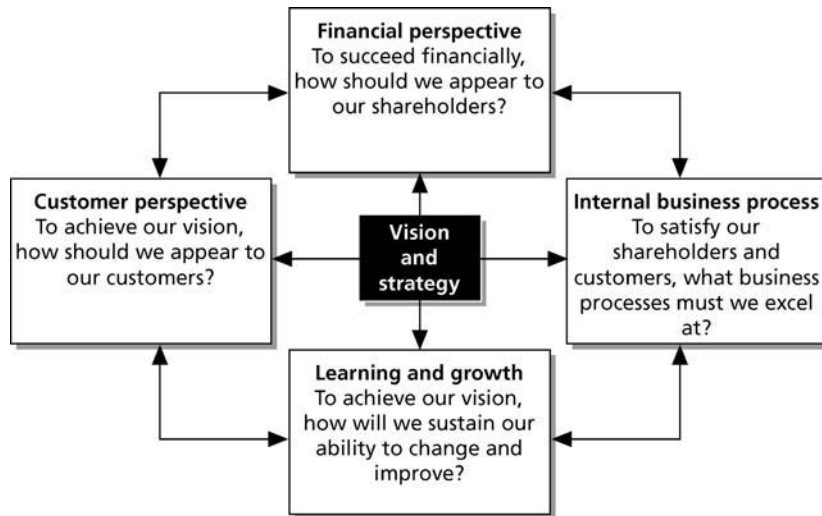 Financial perspective
To succeed financially,
how should we appear to
our shareholders?
Customer perspective
To achieve our vision,
how should we appear to
our customers?
Vision
and
strategy
Internal business process
To satisfy our
shareholders and
customers, what business
processes must we excel
at?
Learning and growth
To achieve our vision,
how will we sustain our
ability to change and
improve?